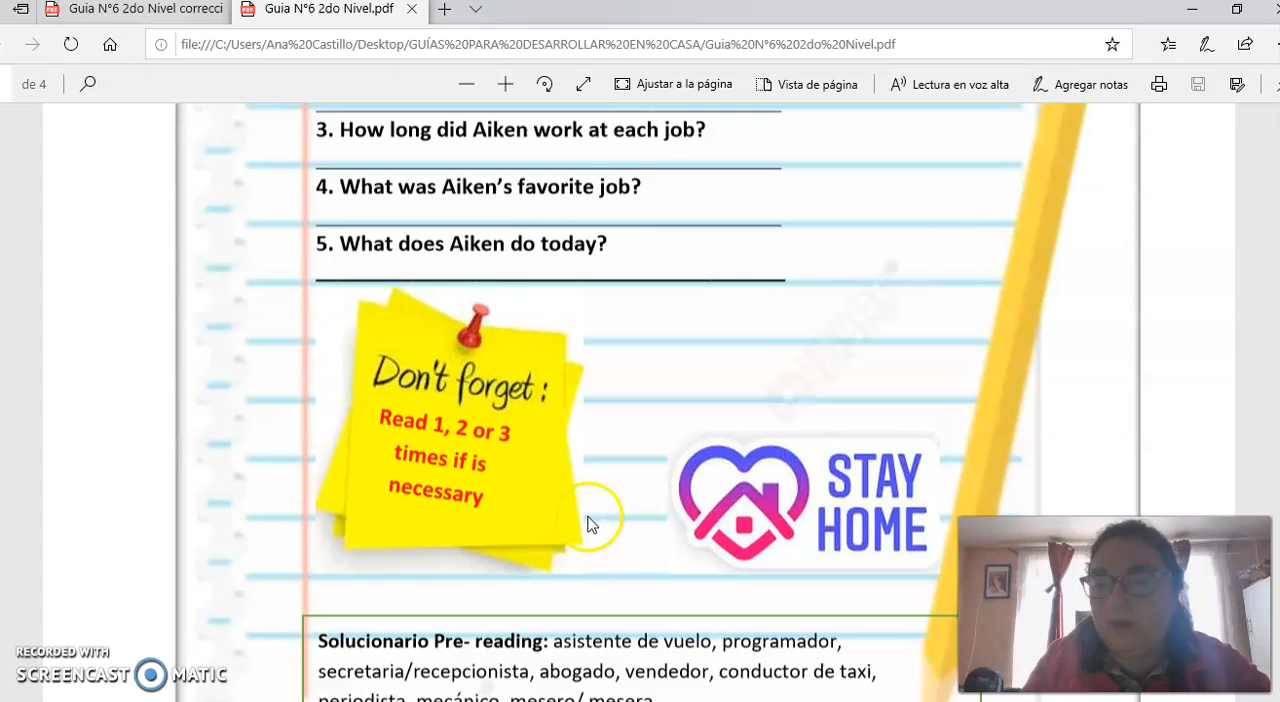 Guia N°6 2do Nivel correcci
Guia N°6 2do Nivel.pdf
file:///C:/Users/Ana%20Castillo/Desktop/GUÍAS%20PARA%20DESARROLLAR%20EN%20CASA/Guia%20N°6%202do%20Nivel.pdf
de 4
Ajustar a la página
Vista de página
Lectura en voz alta
Agregar notas
3. How long did Aiken work at each job?
4. What was Aiken's favorite job?
5. What does Aiken do today?
Don't forget:
Read 1, 2 or 3
times if is
necessary
STAY
HOME
Solucionario Pre- reading: asistente de vuelo, programador,
secretaria/recepcionista, abogado, vendedor, conductor de taxi,
periodista, mecánico, mesero/ mesera
RECORDED WITH
SCREENCAST MATIC